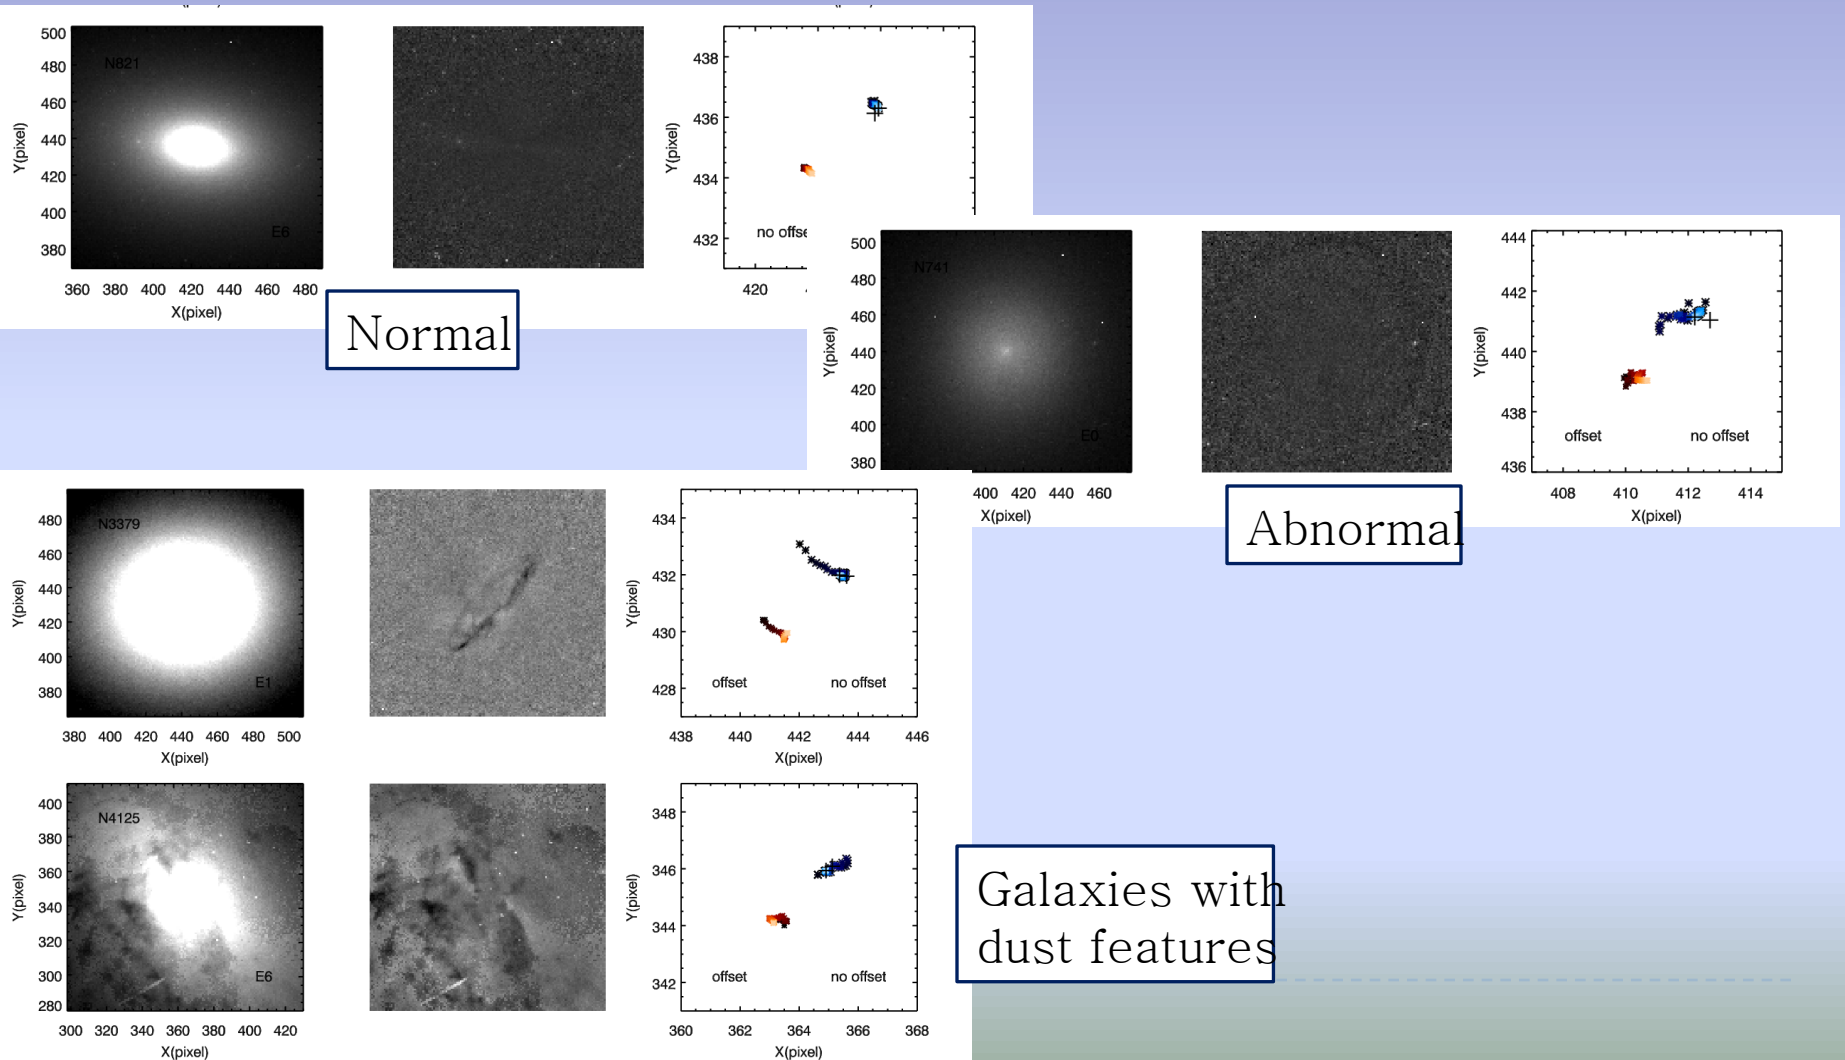 500
480
460
440
420
400
380
Y(pixel)
N821
E6
360 380 400 420 440 460 480
X(pixel)
438
436
434
432
Y(pixel)
no offse
420
Normal
500
480
460
440
420
400
380
Y(pixel)
N741
E0
400 420 440 460
X(pixel)
444
442
440
438
436
Y(pixel)
offset no offset
408 410 412 414
X(pixel)
Abnormal
480
460
440
420
400
380
Y(pixel)
N3379
E1
380 400 420 440 460 480 500
X(pixel)
434
432
430
428
Y(pixel)
offset no offset
438 440 442 444 446
X(pixel)
400
380
360
340
320
300
280
Y(pixel)
N4125
E6
300 320 340 360 380 400 420
X(pixel)
348
346
344
342
Y(pixel)
offset no offset
360 362 364 366 368
X(pixel)
Galaxies with
dust features